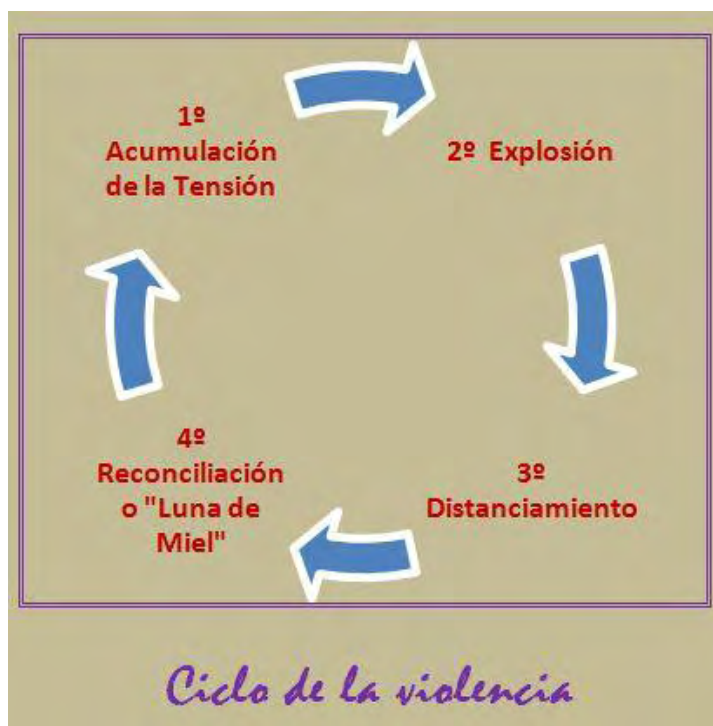 1º
Acumulación
de la Tensión
2º Explosión
3º
Distanciamiento
4º
Reconciliación
o "Luna de
Miel"
Ciclo de la violencia